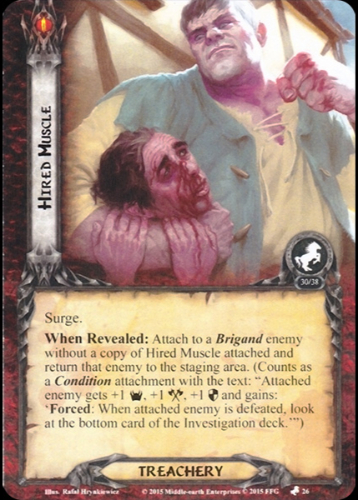 HIRED MUSCLE
30/38
Surge.
When Revealed: Attach to a Brigand enemy
without a copy of Hired Muscle attached and
return that enemy to the staging area. (Counts
as a Condition attachment with the text: “Attached
enemy gets +1 , +1 , +1 and gains:
‘Forced: When attached enemy is defeated, look
at the bottom card of the Investigation deck.’”)
TREACHERY
Illus. Rafał Hrynkiewicz © 2015 Middle-earth Enterprises © 2015 FFG 26